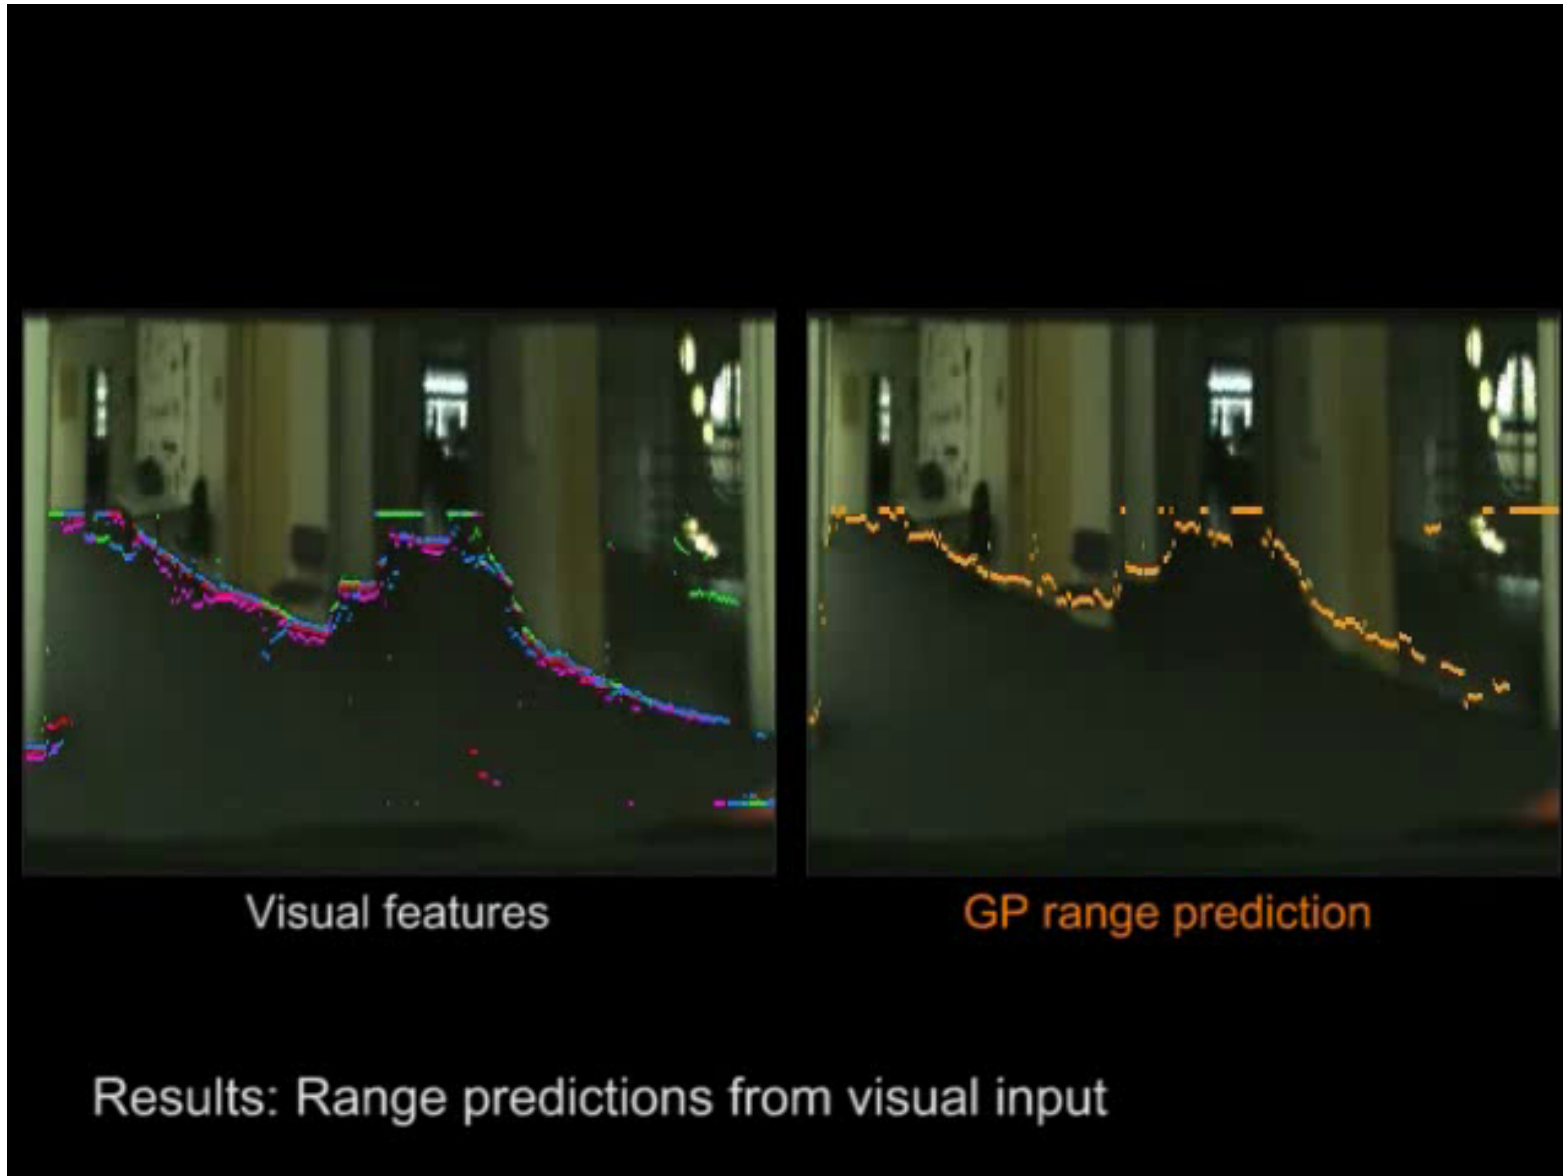 Visual features
GP range prediction
Results: Range predictions from visual input